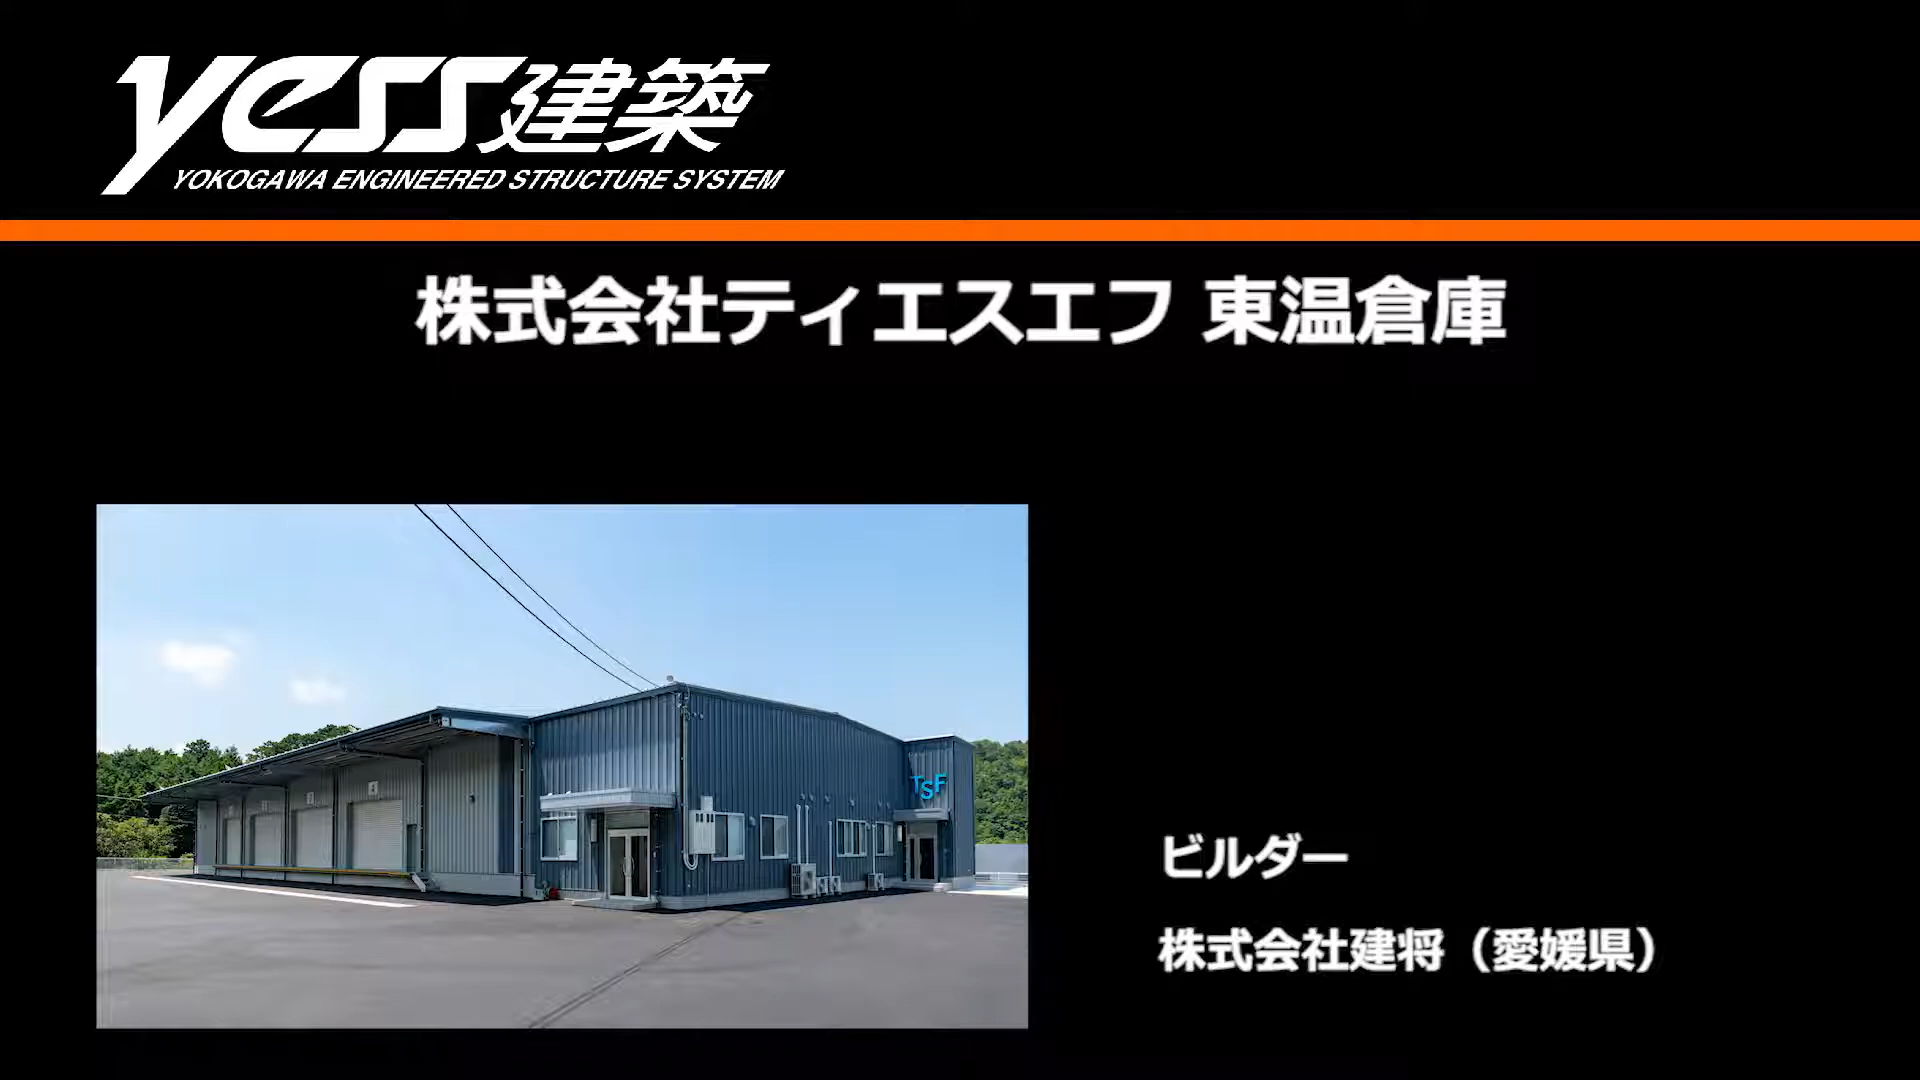 yess建築
YOKOGAWA ENGINEERED STRUCTURE SYSTEM
株式会社ティエスエフ 東温倉庫
4
TSF
ビルダー
株式会社建将（愛媛県）